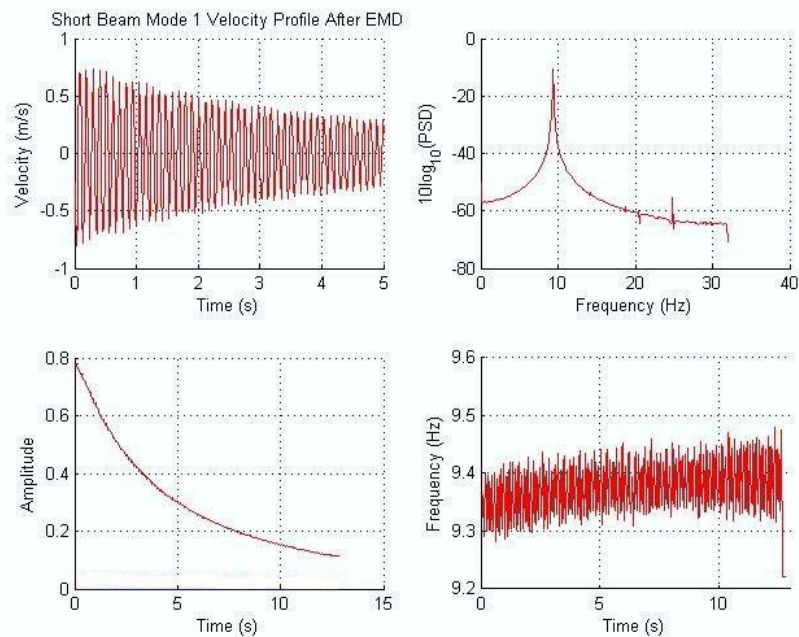 Short Beam Mode 1 Velocity Profile After EMD
1
0.5
0
-0.5
-1
Velocity (m/s)
0 1 2 3 4 5
Time (s)
0
-20
-40
-60
-80
10log10(PSD)
0 10 20 30 40
Frequency (Hz)
0.8
0.6
0.4
0.2
0
Amplitude
0 5 10 15
Time (s)
9.6
9.5
9.4
9.3
9.2
Frequency (Hz)
0 5 10
Time (s)